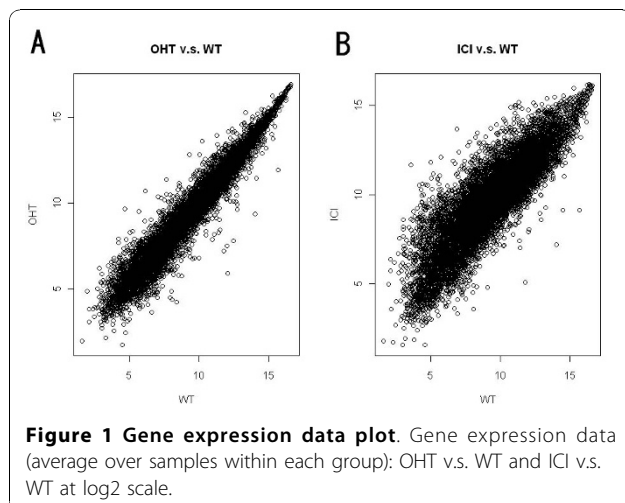 A
OHT v.s. WT
15
10
5
OHT
5
10
15
WT
B
ICI v.s. WT
15
10
5
ICI
5
10
15
WT
Figure 1 Gene expression data plot. Gene expression data
(average over samples within each group): OHT v.s. WT and ICI v.s.
WT at log2 scale.